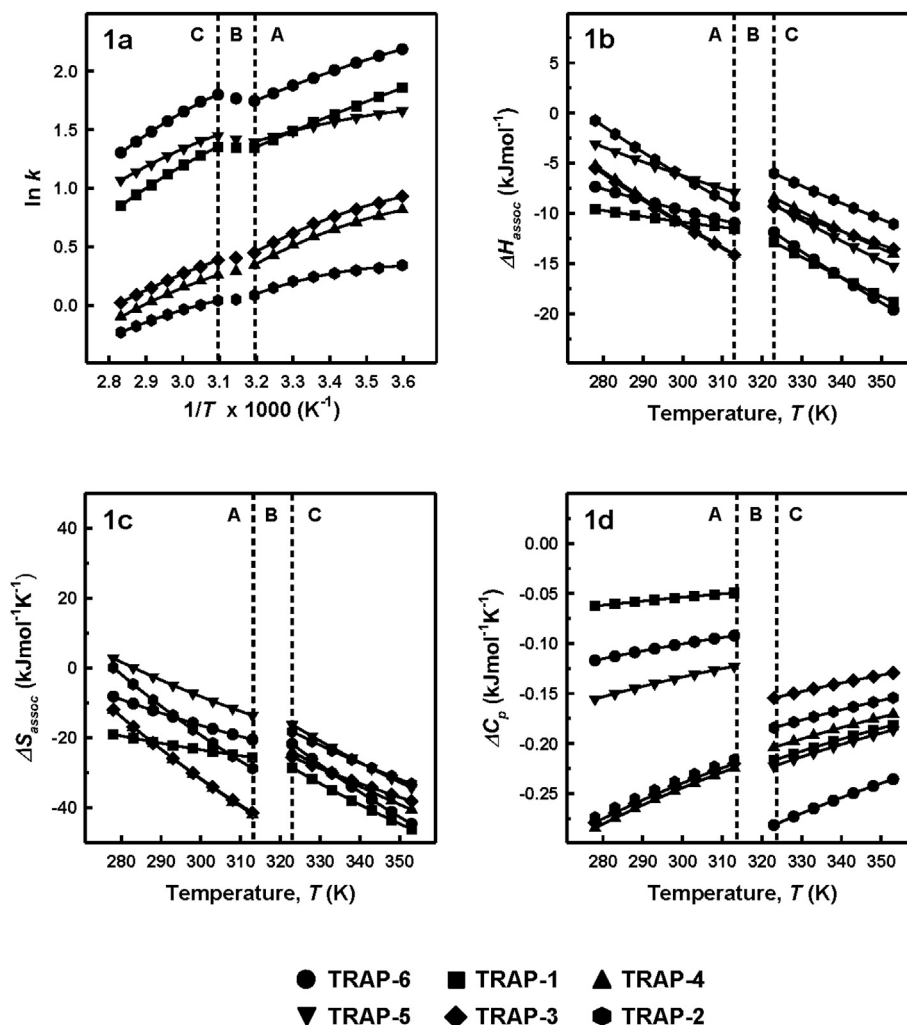 1a
C
B
A
2.0
1.5
1.0
0.5
0.0
ln k
2.8 2.9 3.0 3.1 3.2 3.3 3.4 3.5 3.6
1/T x 1000 (K⁻¹)
1b
A
B
C
5
0
-5
-10
-15
-20
ΔH assoc (kJmol⁻¹)
280 290 300 310 320 330 340 350
Temperature, T (K)
1c
A
B
C
40
20
0
-20
-40
ΔS assoc (kJmol⁻¹K⁻¹)
280 290 300 310 320 330 340 350
Temperature, T (K)
1d
A
B
C
0.00
-0.05
-0.10
-0.15
-0.20
-0.25
ΔCp (kJmol⁻¹K⁻¹)
280 290 300 310 320 330 340 350
Temperature, T (K)
TRAP-6 TRAP-1 TRAP-4
TRAP-5 TRAP-3 TRAP-2